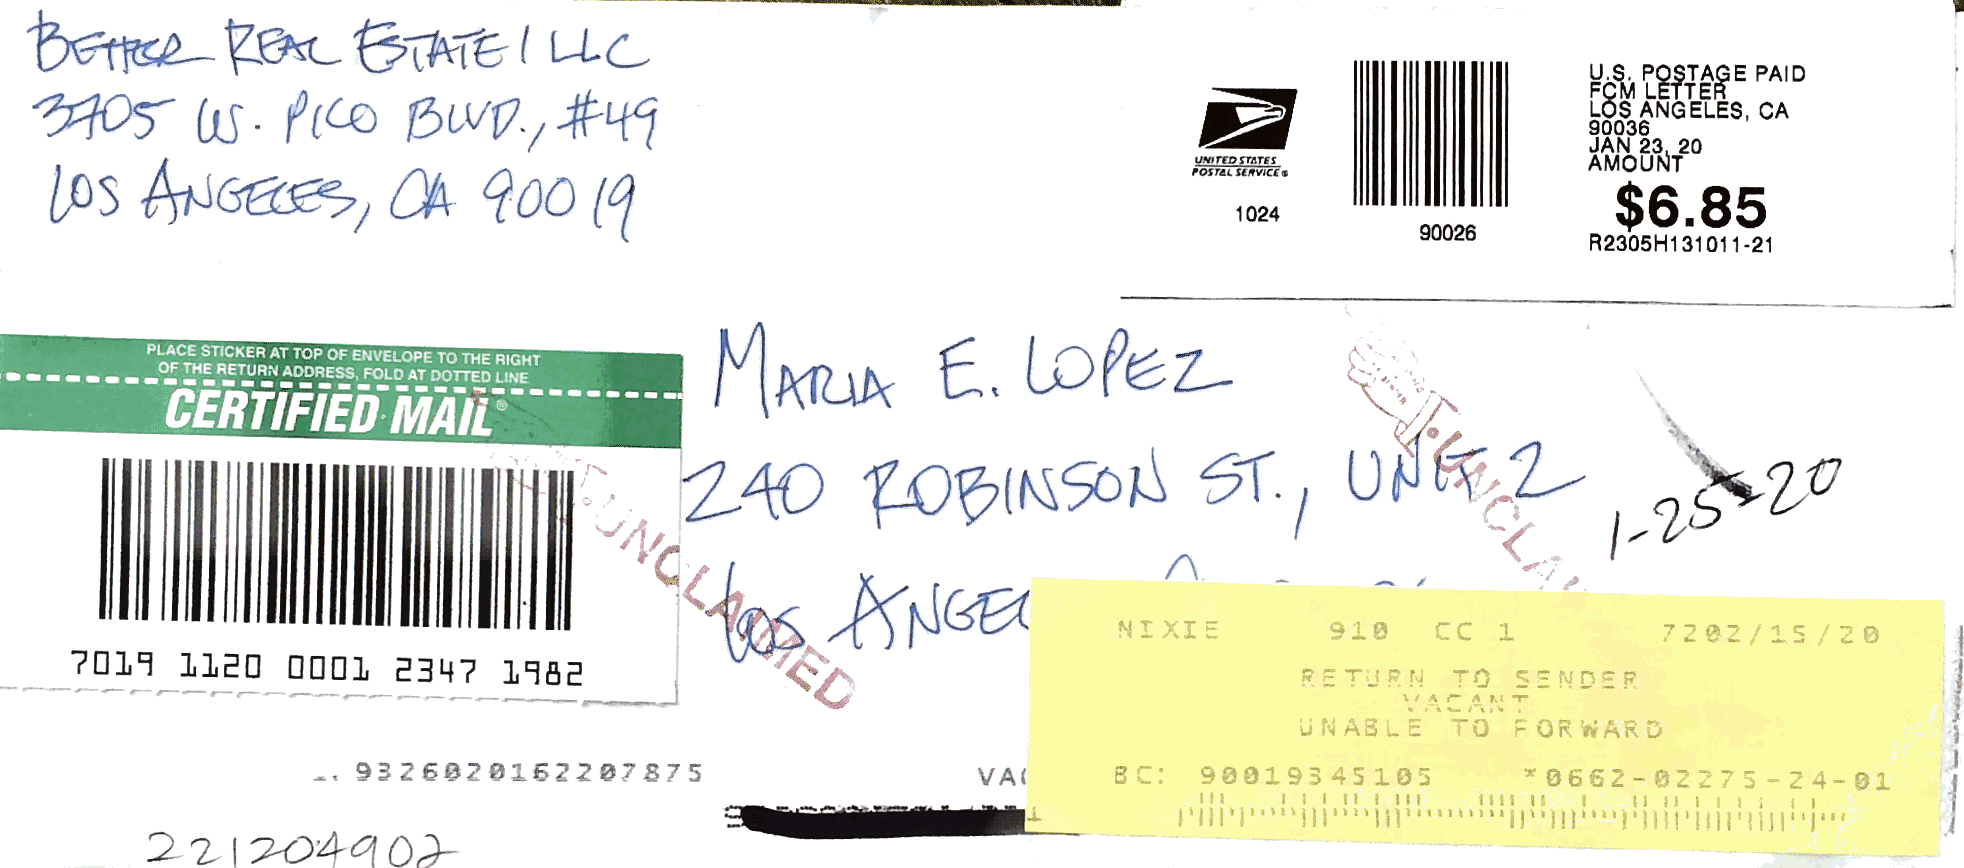 BETTER REAL ESTATE 1 LLC
3705 W. PICO BLVD., #49
LOS ANGELES, CA 90019
UNITED STATES
POSTAL SERVICE®
1024
90026
U.S. POSTAGE PAID
FCM LETTER
LOS ANGELES, CA
90036
JAN 23, 20
AMOUNT
$6.85
R2305H131011-21
PLACE STICKER AT TOP OF ENVELOPE TO THE RIGHT
OF THE RETURN ADDRESS, FOLD AT DOTTED LINE
CERTIFIED MAIL®
7019 1120 0001 2347 1982
MARIA E. LOPEZ
240 ROBINSON ST., UNIT 2
LOS ANGEL
UNCLAIMED
UNCLA
1-25-20
NIXIE 910 CC 1 7202/15/20
RETURN TO SENDER
VACANT
UNABLE TO FORWARD
BC: 90019345105 *0662-02275-24-01
9326020162207875
VA
221204902